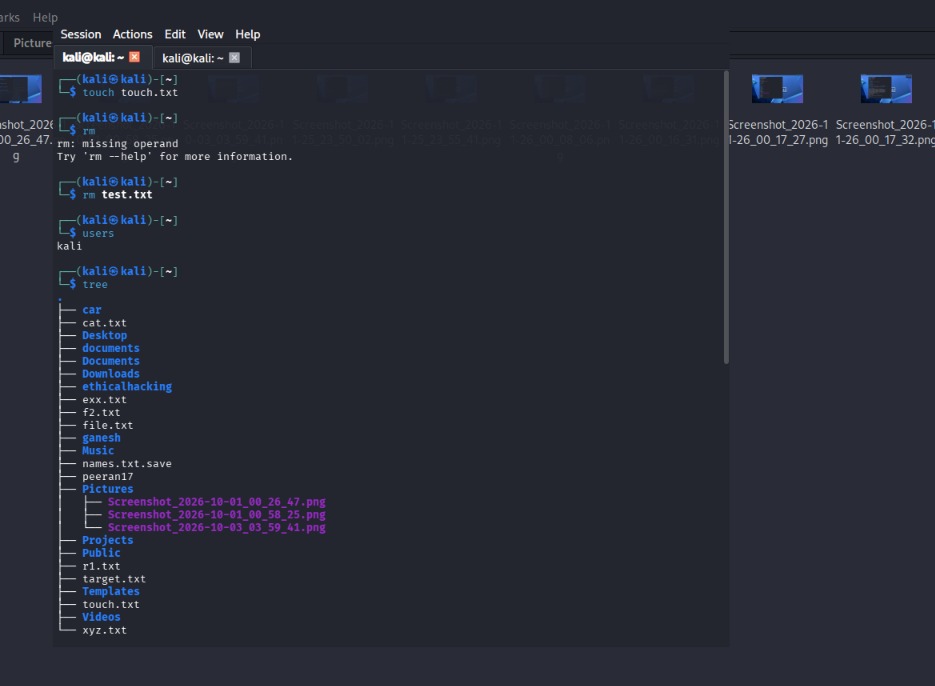 arks Help
Picture
Session Actions Edit View Help
kali@kali: ~
kali@kali: ~
┌──(kali㉿kali)-[~]
└─$ touch touch.txt
┌──(kali㉿kali)-[~]
└─$ rm
rm: missing operand
Try 'rm --help' for more information.
┌──(kali㉿kali)-[~]
└─$ rm test.txt
┌──(kali㉿kali)-[~]
└─$ users
kali
┌──(kali㉿kali)-[~]
└─$ tree
.
├── car
├── cat.txt
├── Desktop
├── documents
├── Documents
├── Downloads
├── ethicalhacking
├── exx.txt
├── f2.txt
├── file.txt
├── ganesh
├── Music
├── names.txt.save
├── peeran17
├── Pictures
│   ├── Screenshot_2026-10-01_00_26_47.png
│   ├── Screenshot_2026-10-01_00_58_25.png
│   └── Screenshot_2026-10-03_03_59_41.png
├── Projects
├── Public
├── r1.txt
├── target.txt
├── Templates
├── touch.txt
├── Videos
└── xyz.txt
shot_2026
00_26_47.
g
Screenshot_2026-1
1-26_00_17_27.png
Screenshot_2026-1
1-26_00_17_32.png